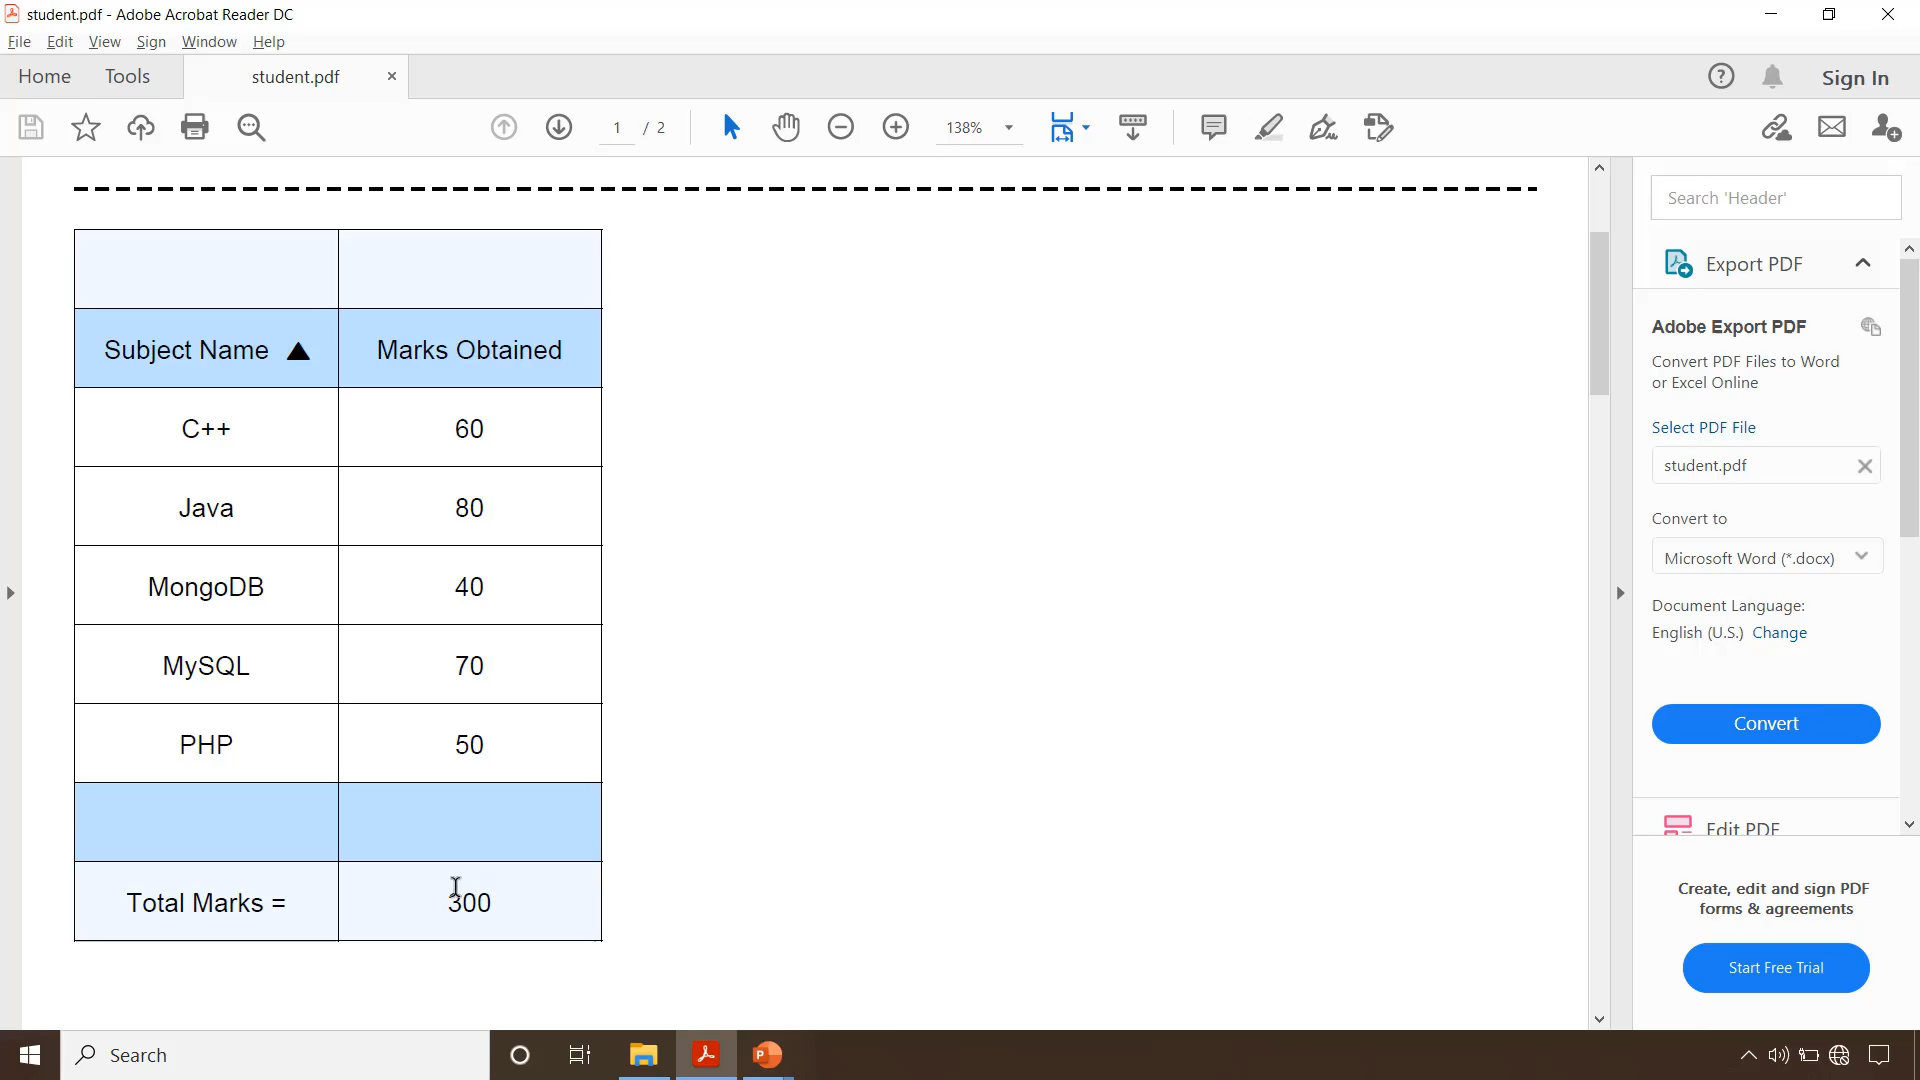 student.pdf - Adobe Acrobat Reader DC
File Edit View Sign Window Help
Home Tools student.pdf × ? Sign In
1 / 2 138%
Search 'Header'
Export PDF
Adobe Export PDF
Convert PDF Files to Word
or Excel Online
Select PDF File
student.pdf
Convert to
Microsoft Word (*.docx)
Document Language:
English (U.S.) Change
Convert
Edit PDF
Create, edit and sign PDF
forms & agreements
Start Free Trial
Subject Name ▲ Marks Obtained
C++ 60
Java 80
MongoDB 40
MySQL 70
PHP 50
Total Marks = 300
Search
P